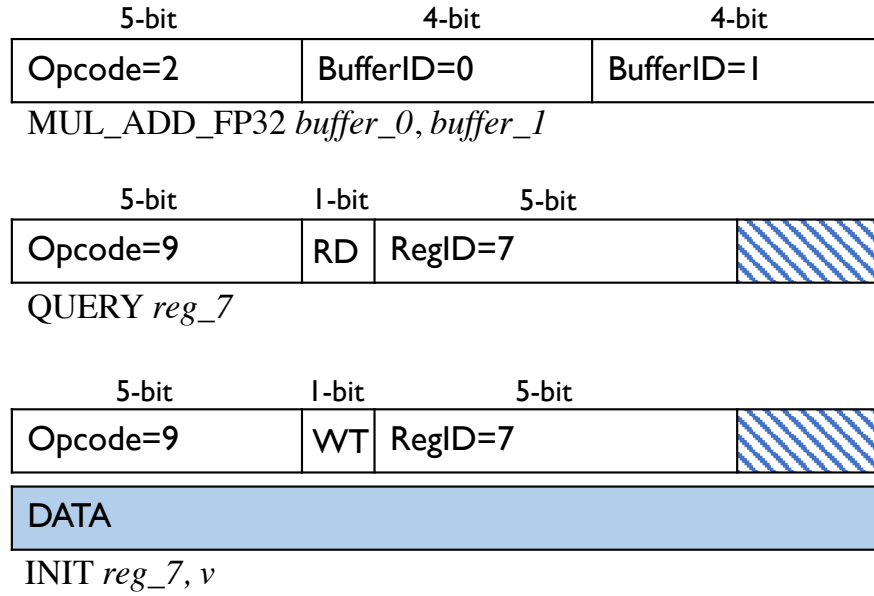 5-bit 4-bit 4-bit
Opcode=2 BufferID=0 BufferID=1
MUL_ADD_FP32 buffer_0, buffer_1
5-bit 1-bit 5-bit
Opcode=9 RD RegID=7
QUERY reg_7
5-bit 1-bit 5-bit
Opcode=9 WT RegID=7
DATA
INIT reg_7, v